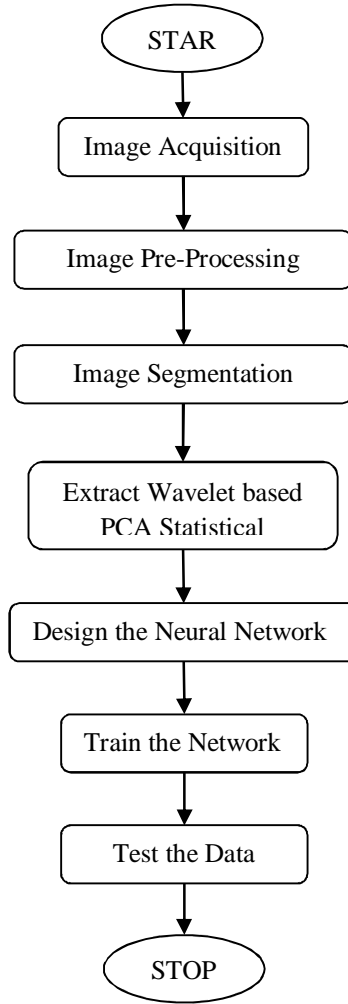 STAR
Image Acquisition
Image Pre-Processing
Image Segmentation
Extract Wavelet based
PCA Statistical
Design the Neural Network
Train the Network
Test the Data
STOP